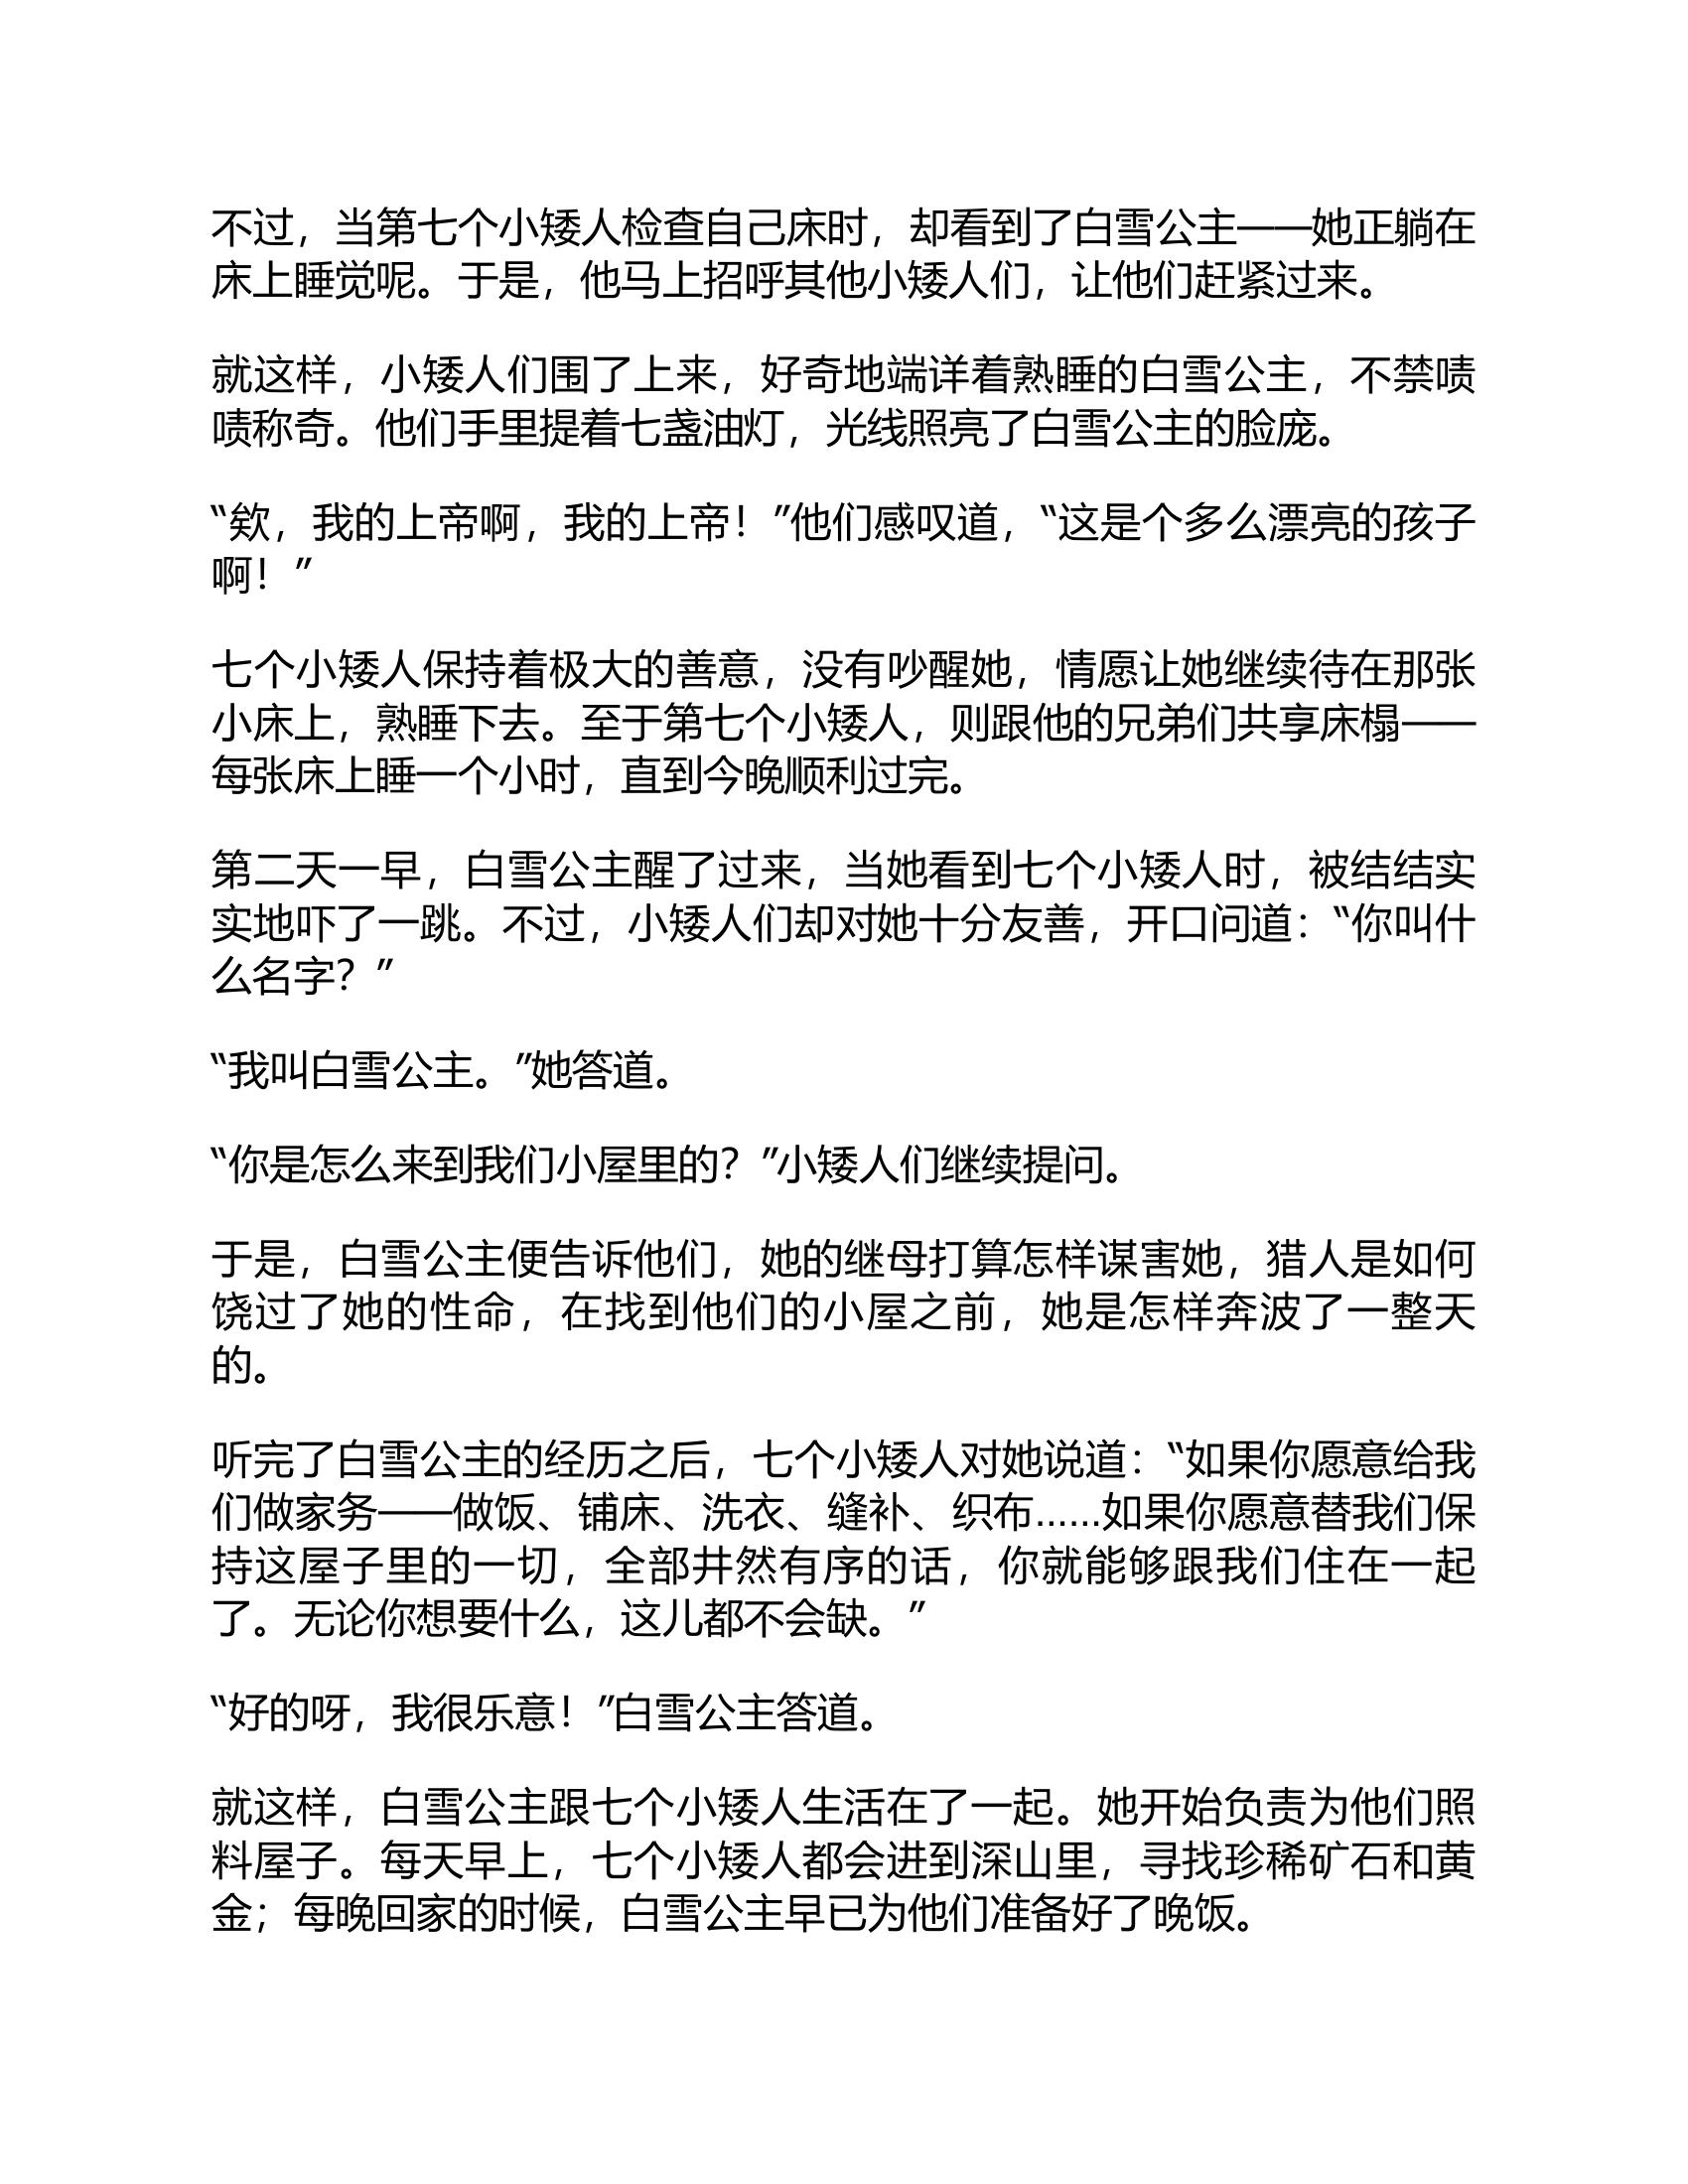 不过，当第七个小矮人检查自己床时，却看到了白雪公主——她正躺在
床上睡觉呢。于是，他马上招呼其他小矮人们，让他们赶紧过来。
就这样，小矮人们围了上来，好奇地端详着熟睡的白雪公主，不禁啧
啧称奇。他们手里提着七盏油灯，光线照亮了白雪公主的脸庞。
“欸，我的上帝啊，我的上帝！”他们感叹道，“这是个多么漂亮的孩子
啊！”
七个小矮人保持着极大的善意，没有吵醒她，情愿让她继续待在那张
小床上，熟睡下去。至于第七个小矮人，则跟他的兄弟们共享床榻——
每张床上睡一个小时，直到今晚顺利过完。
第二天一早，白雪公主醒了过来，当她看到七个小矮人时，被结结实
实地吓了一跳。不过，小矮人们却对她十分友善，开口问道：“你叫什
么名字？”
“我叫白雪公主。”她答道。
“你是怎么来到我们小屋里的？”小矮人们继续提问。
于是，白雪公主便告诉他们，她的继母打算怎样谋害她，猎人是如何
饶过了她的性命，在找到他们的小屋之前，她是怎样奔波了一整天
的。
听完了白雪公主的经历之后，七个小矮人对她说道：“如果你愿意给我
们做家务——做饭、铺床、洗衣、缝补、织布……如果你愿意替我们保
持这屋子里的一切，全部井然有序的话，你就能够跟我们住在一起
了。无论你想要什么，这儿都不会缺。”
“好的呀，我很乐意！”白雪公主答道。
就这样，白雪公主跟七个小矮人生活在了一起。她开始负责为他们照
料屋子。每天早上，七个小矮人都会进到深山里，寻找珍稀矿石和黄
金；每晚回家的时候，白雪公主早已为他们准备好了晚饭。